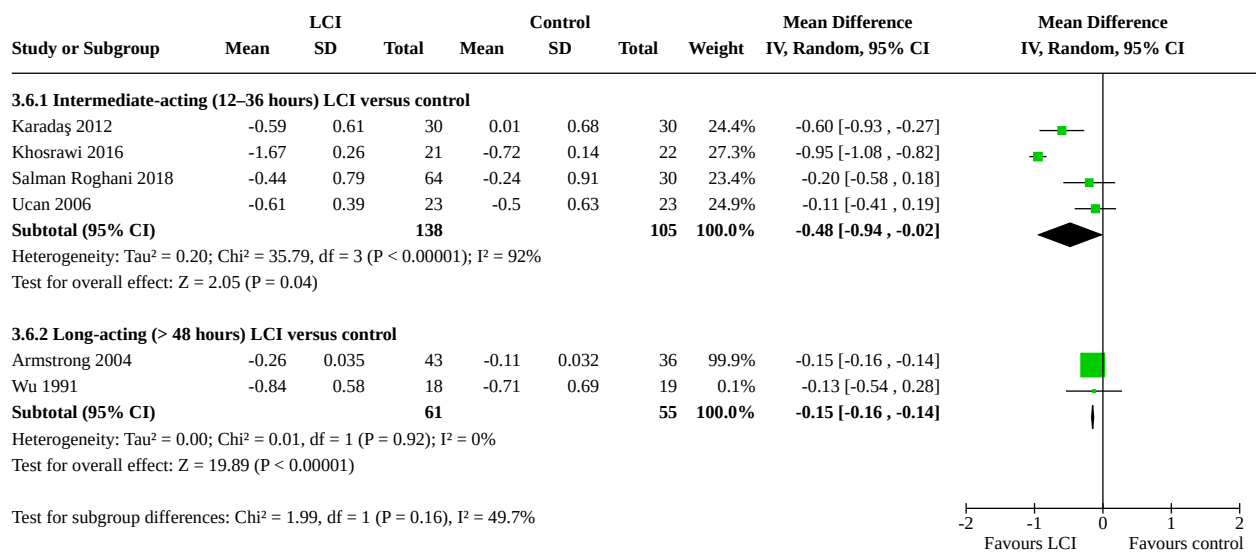 LCI Control Mean Difference Mean Difference
Study or Subgroup Mean SD Total Mean SD Total Weight IV, Random, 95% CI IV, Random, 95% CI
3.6.1 Intermediate-acting (12–36 hours) LCI versus control
Karadaş 2012 -0.59 0.61 30 0.01 0.68 30 24.4% -0.60 [-0.93 , -0.27]
Khosrawi 2016 -1.67 0.26 21 -0.72 0.14 22 27.3% -0.95 [-1.08 , -0.82]
Salman Roghani 2018 -0.44 0.79 64 -0.24 0.91 30 23.4% -0.20 [-0.58 , 0.18]
Ucan 2006 -0.61 0.39 23 -0.5 0.63 23 24.9% -0.11 [-0.41 , 0.19]
Subtotal (95% CI) 138 105 100.0% -0.48 [-0.94 , -0.02]
Heterogeneity: Tau² = 0.20; Chi² = 35.79, df = 3 (P < 0.00001); I² = 92%
Test for overall effect: Z = 2.05 (P = 0.04)
3.6.2 Long-acting (> 48 hours) LCI versus control
Armstrong 2004 -0.26 0.035 43 -0.11 0.032 36 99.9% -0.15 [-0.16 , -0.14]
Wu 1991 -0.84 0.58 18 -0.71 0.69 19 0.1% -0.13 [-0.54 , 0.28]
Subtotal (95% CI) 61 55 100.0% -0.15 [-0.16 , -0.14]
Heterogeneity: Tau² = 0.00; Chi² = 0.01, df = 1 (P = 0.92); I² = 0%
Test for overall effect: Z = 19.89 (P < 0.00001)
Test for subgroup differences: Chi² = 1.99, df = 1 (P = 0.16), I² = 49.7%
-2 -1 0 1 2
Favours LCI Favours control